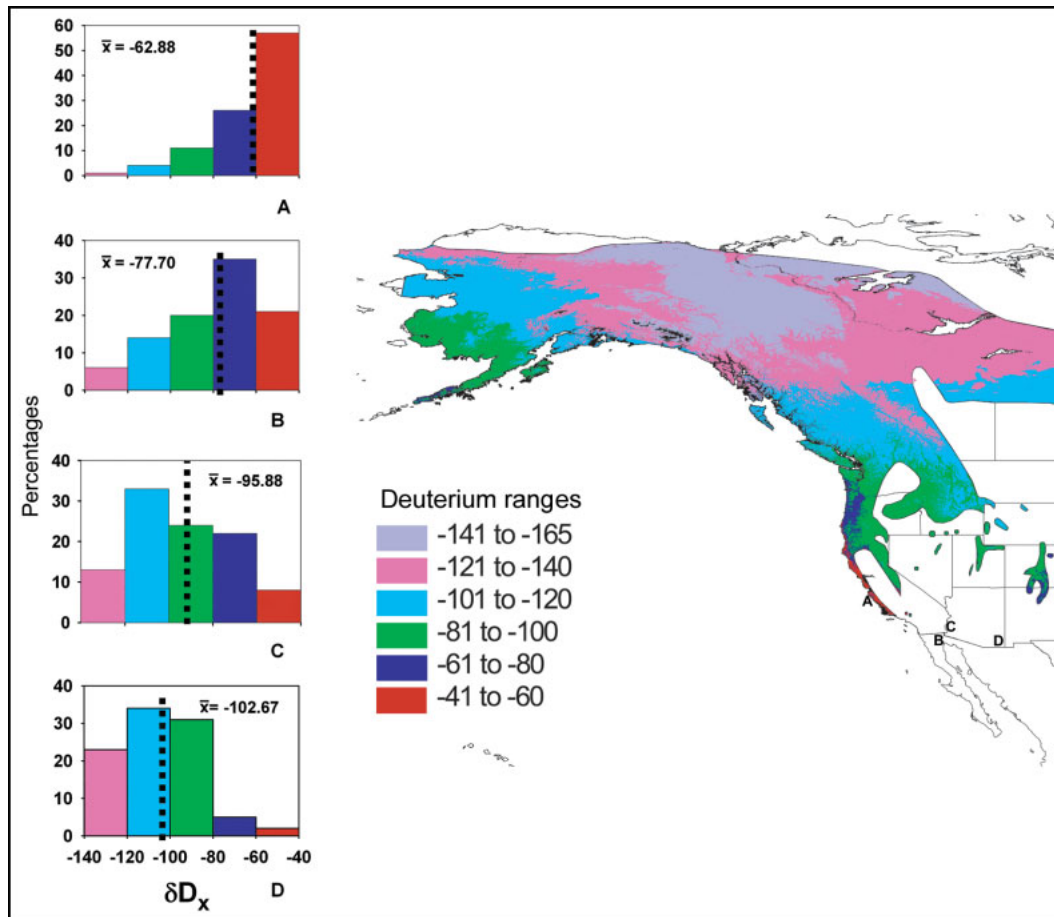 60
50
40
30
20
10
0
x̄ = -62.88
A
40
30
20
10
0
x̄ = -77.70
B
Percentages
40
30
20
10
0
x̄ = -95.88
C
40
30
20
10
0
x̄= -102.67
-140 -120 -100 -80 -60 -40
δDx
D
Deuterium ranges
-141 to -165
-121 to -140
-101 to -120
-81 to -100
-61 to -80
-41 to -60
A
C
B
D